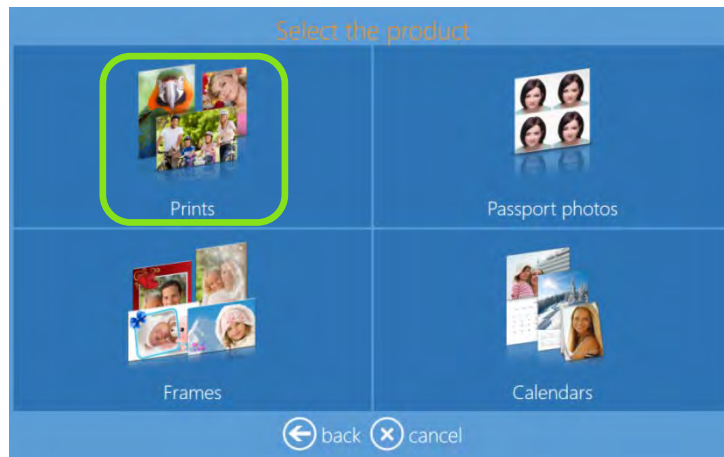 Select the product
Prints
Passport photos
Frames
Calendars
back cancel